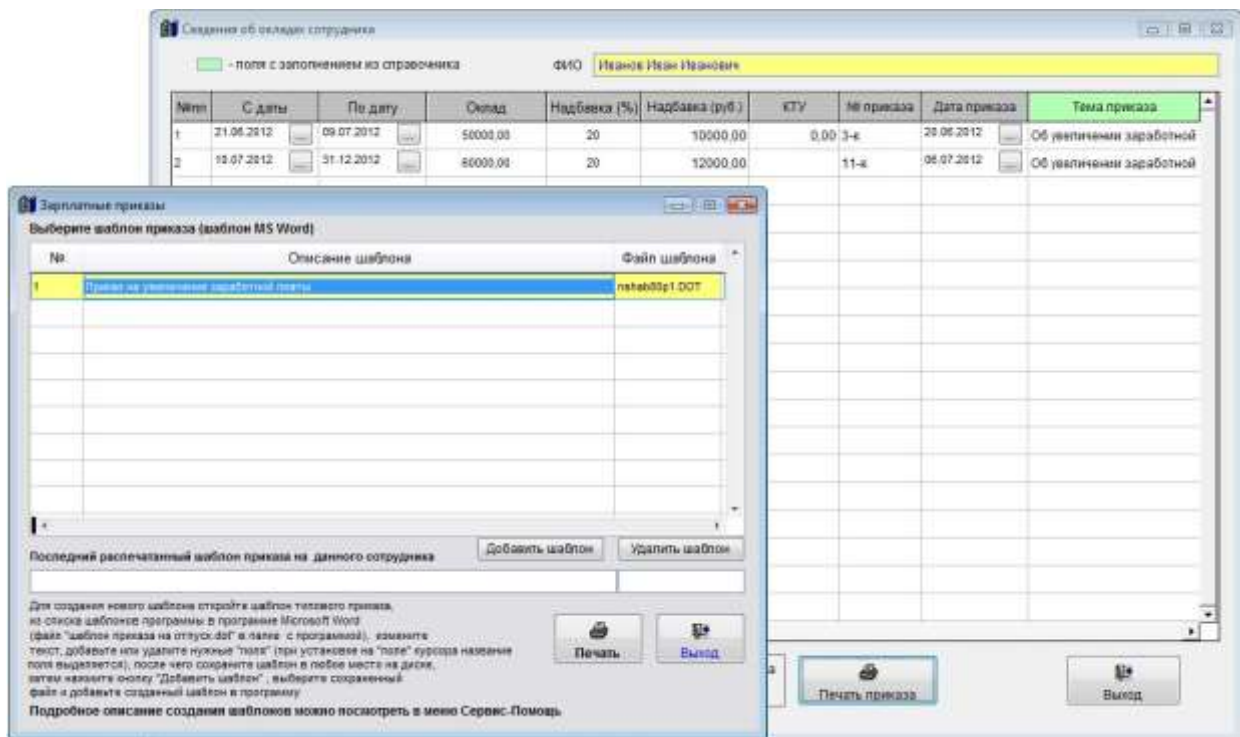 Сведения об окладах сотрудника
- поля с заполнением из справочника ФИО Иванов Иван Иванович
№пп С даты По дату Оклад Надбавка (%) Надбавка (руб.) КТУ № приказа Дата приказа Тема приказа
1 21.06.2012 ... 09.07.2012 ... 50000,00 20 10000,00 0,00 3-к 20.06.2012 ... Об увеличении заработной
2 10.07.2012 ... 31.12.2012 ... 60000,00 20 12000,00 11-к 06.07.2012 ... Об увеличении заработной
Печать приказа Выход
Зарплатные приказы
Выберите шаблон приказа (шаблон MS Word)
№ Описание шаблона Файл шаблона
1 Приказ на увеличение заработной платы nshab80p1.DOT
Последний распечатанный шаблон приказа на данного сотрудника Добавить шаблон Удалить шаблон
Для создания нового шаблона откройте шаблон типового приказа,
из списка шаблонов программы в программе Microsoft Word
(файл "шаблон приказа на отпуск.dot" в папке с программой), измените
текст, добавьте или удалите нужные "поля" (при установке на "поле" курсора название
поля выделяется), после чего сохраните шаблон в любое место на диске,
затем нажмите кнопку "Добавить шаблон" , выберите сохраненный
файл и добавьте созданный шаблон в программу
Печать Выход
Подробное описание создания шаблонов можно посмотреть в меню Сервис-Помощь